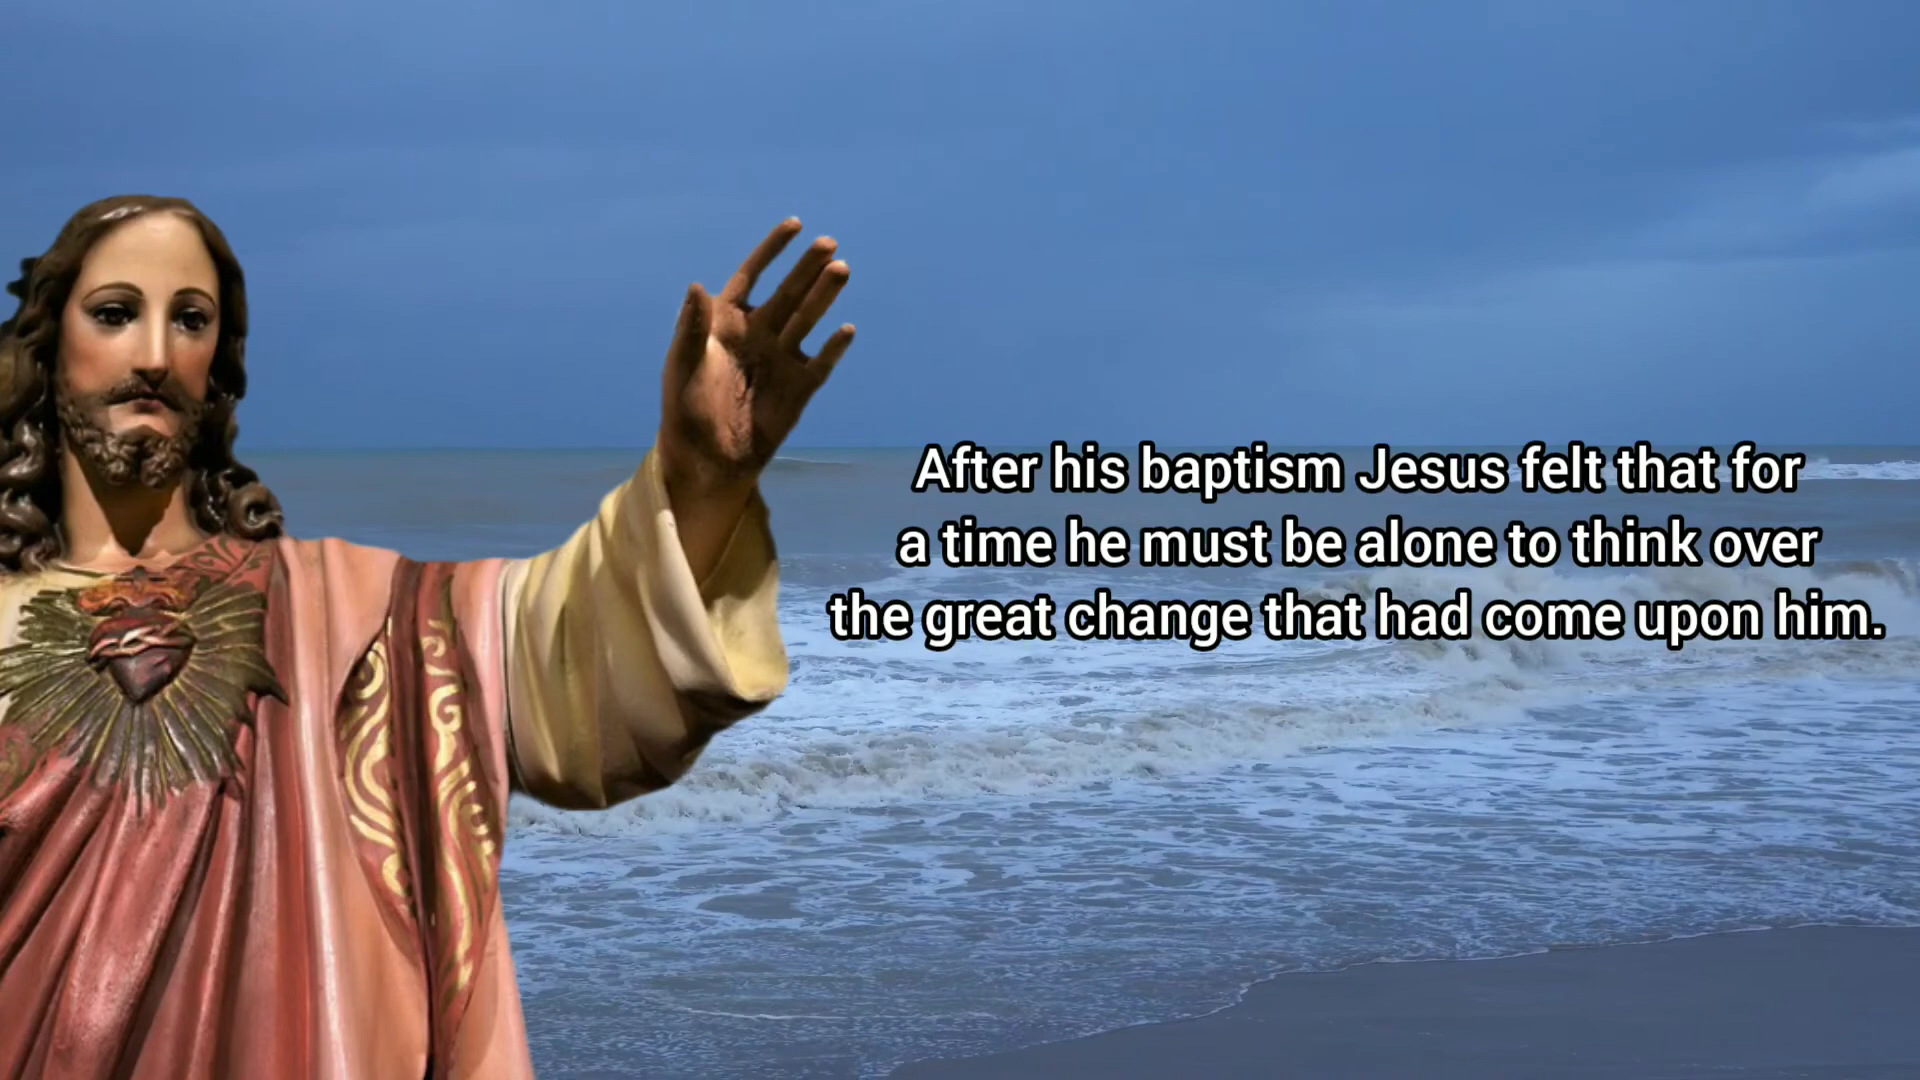 After his baptism Jesus felt that for
a time he must be alone to think over
the great change that had come upon him.